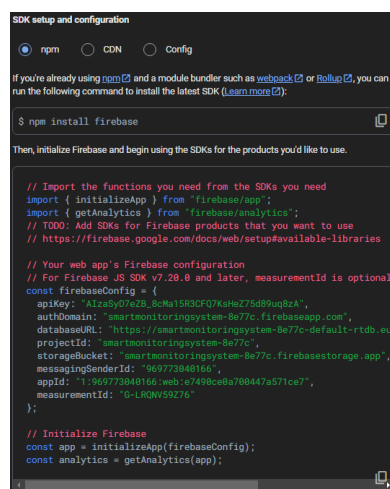 SDK setup and configuration
npm CDN Config
If you're already using npm and a module bundler such as webpack or Rollup, you can
run the following command to install the latest SDK (Learn more):
$ npm install firebase
Then, initialize Firebase and begin using the SDKs for the products you'd like to use.
// Import the functions you need from the SDKs you need
import { initializeApp } from "firebase/app";
import { getAnalytics } from "firebase/analytics";
// TODO: Add SDKs for Firebase products that you want to use
// https://firebase.google.com/docs/web/setup#available-libraries
// Your web app's Firebase configuration
// For Firebase JS SDK v7.20.0 and later, measurementId is optional
const firebaseConfig = {
apiKey: "AIzaSyD7eZB_8cMa15R3CFQ7KsHeZ75d89uq8zA",
authDomain: "smartmonitoringsystem-8e77c.firebaseapp.com",
databaseURL: "https://smartmonitoringsystem-8e77c-default-rtdb.eu
projectId: "smartmonitoringsystem-8e77c",
storageBucket: "smartmonitoringsystem-8e77c.firebasestorage.app",
messagingSenderId: "969773040166",
appId: "1:969773040166:web:e7490ce0a700447a571ce7",
measurementId: "G-LRQNVS9Z76"
};
// Initialize Firebase
const app = initializeApp(firebaseConfig);
const analytics = getAnalytics(app);